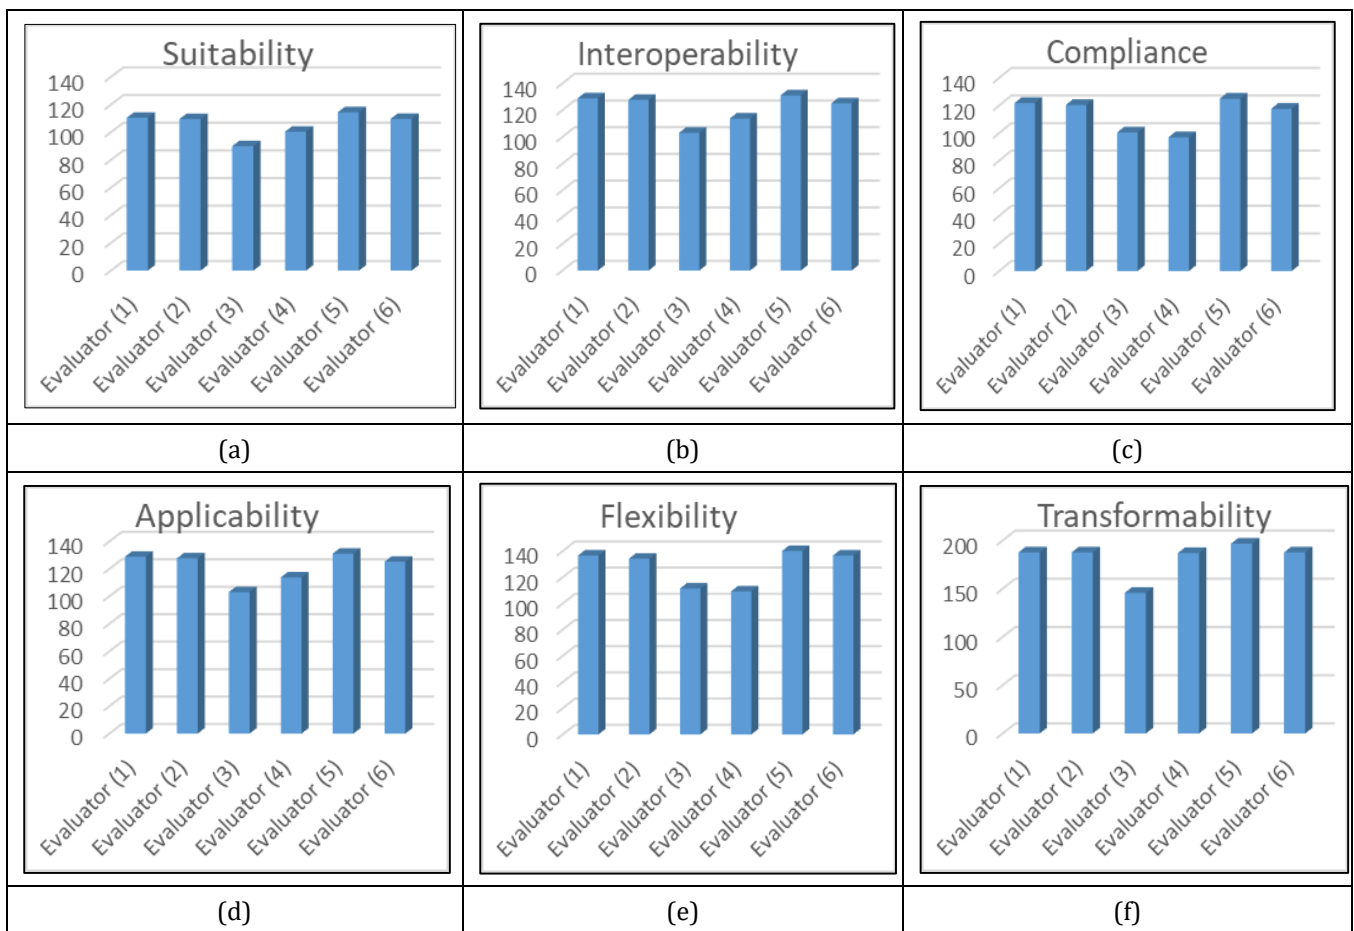 Suitability
140
120
100
80
60
40
20
0
Evaluator (1)
Evaluator (2)
Evaluator (3)
Evaluator (4)
Evaluator (5)
Evaluator (6)
Interoperability
140
120
100
80
60
40
20
0
Evaluator (1)
Evaluator (2)
Evaluator (3)
Evaluator (4)
Evaluator (5)
Evaluator (6)
Compliance
140
120
100
80
60
40
20
0
Evaluator (1)
Evaluator (2)
Evaluator (3)
Evaluator (4)
Evaluator (5)
Evaluator (6)
(a)
(b)
(c)
Applicability
140
120
100
80
60
40
20
0
Evaluator (1)
Evaluator (2)
Evaluator (3)
Evaluator (4)
Evaluator (5)
Evaluator (6)
Flexibility
140
120
100
80
60
40
20
0
Evaluator (1)
Evaluator (2)
Evaluator (3)
Evaluator (4)
Evaluator (5)
Evaluator (6)
Transformability
200
150
100
50
0
Evaluator (1)
Evaluator (2)
Evaluator (3)
Evaluator (4)
Evaluator (5)
Evaluator (6)
(d)
(e)
(f)